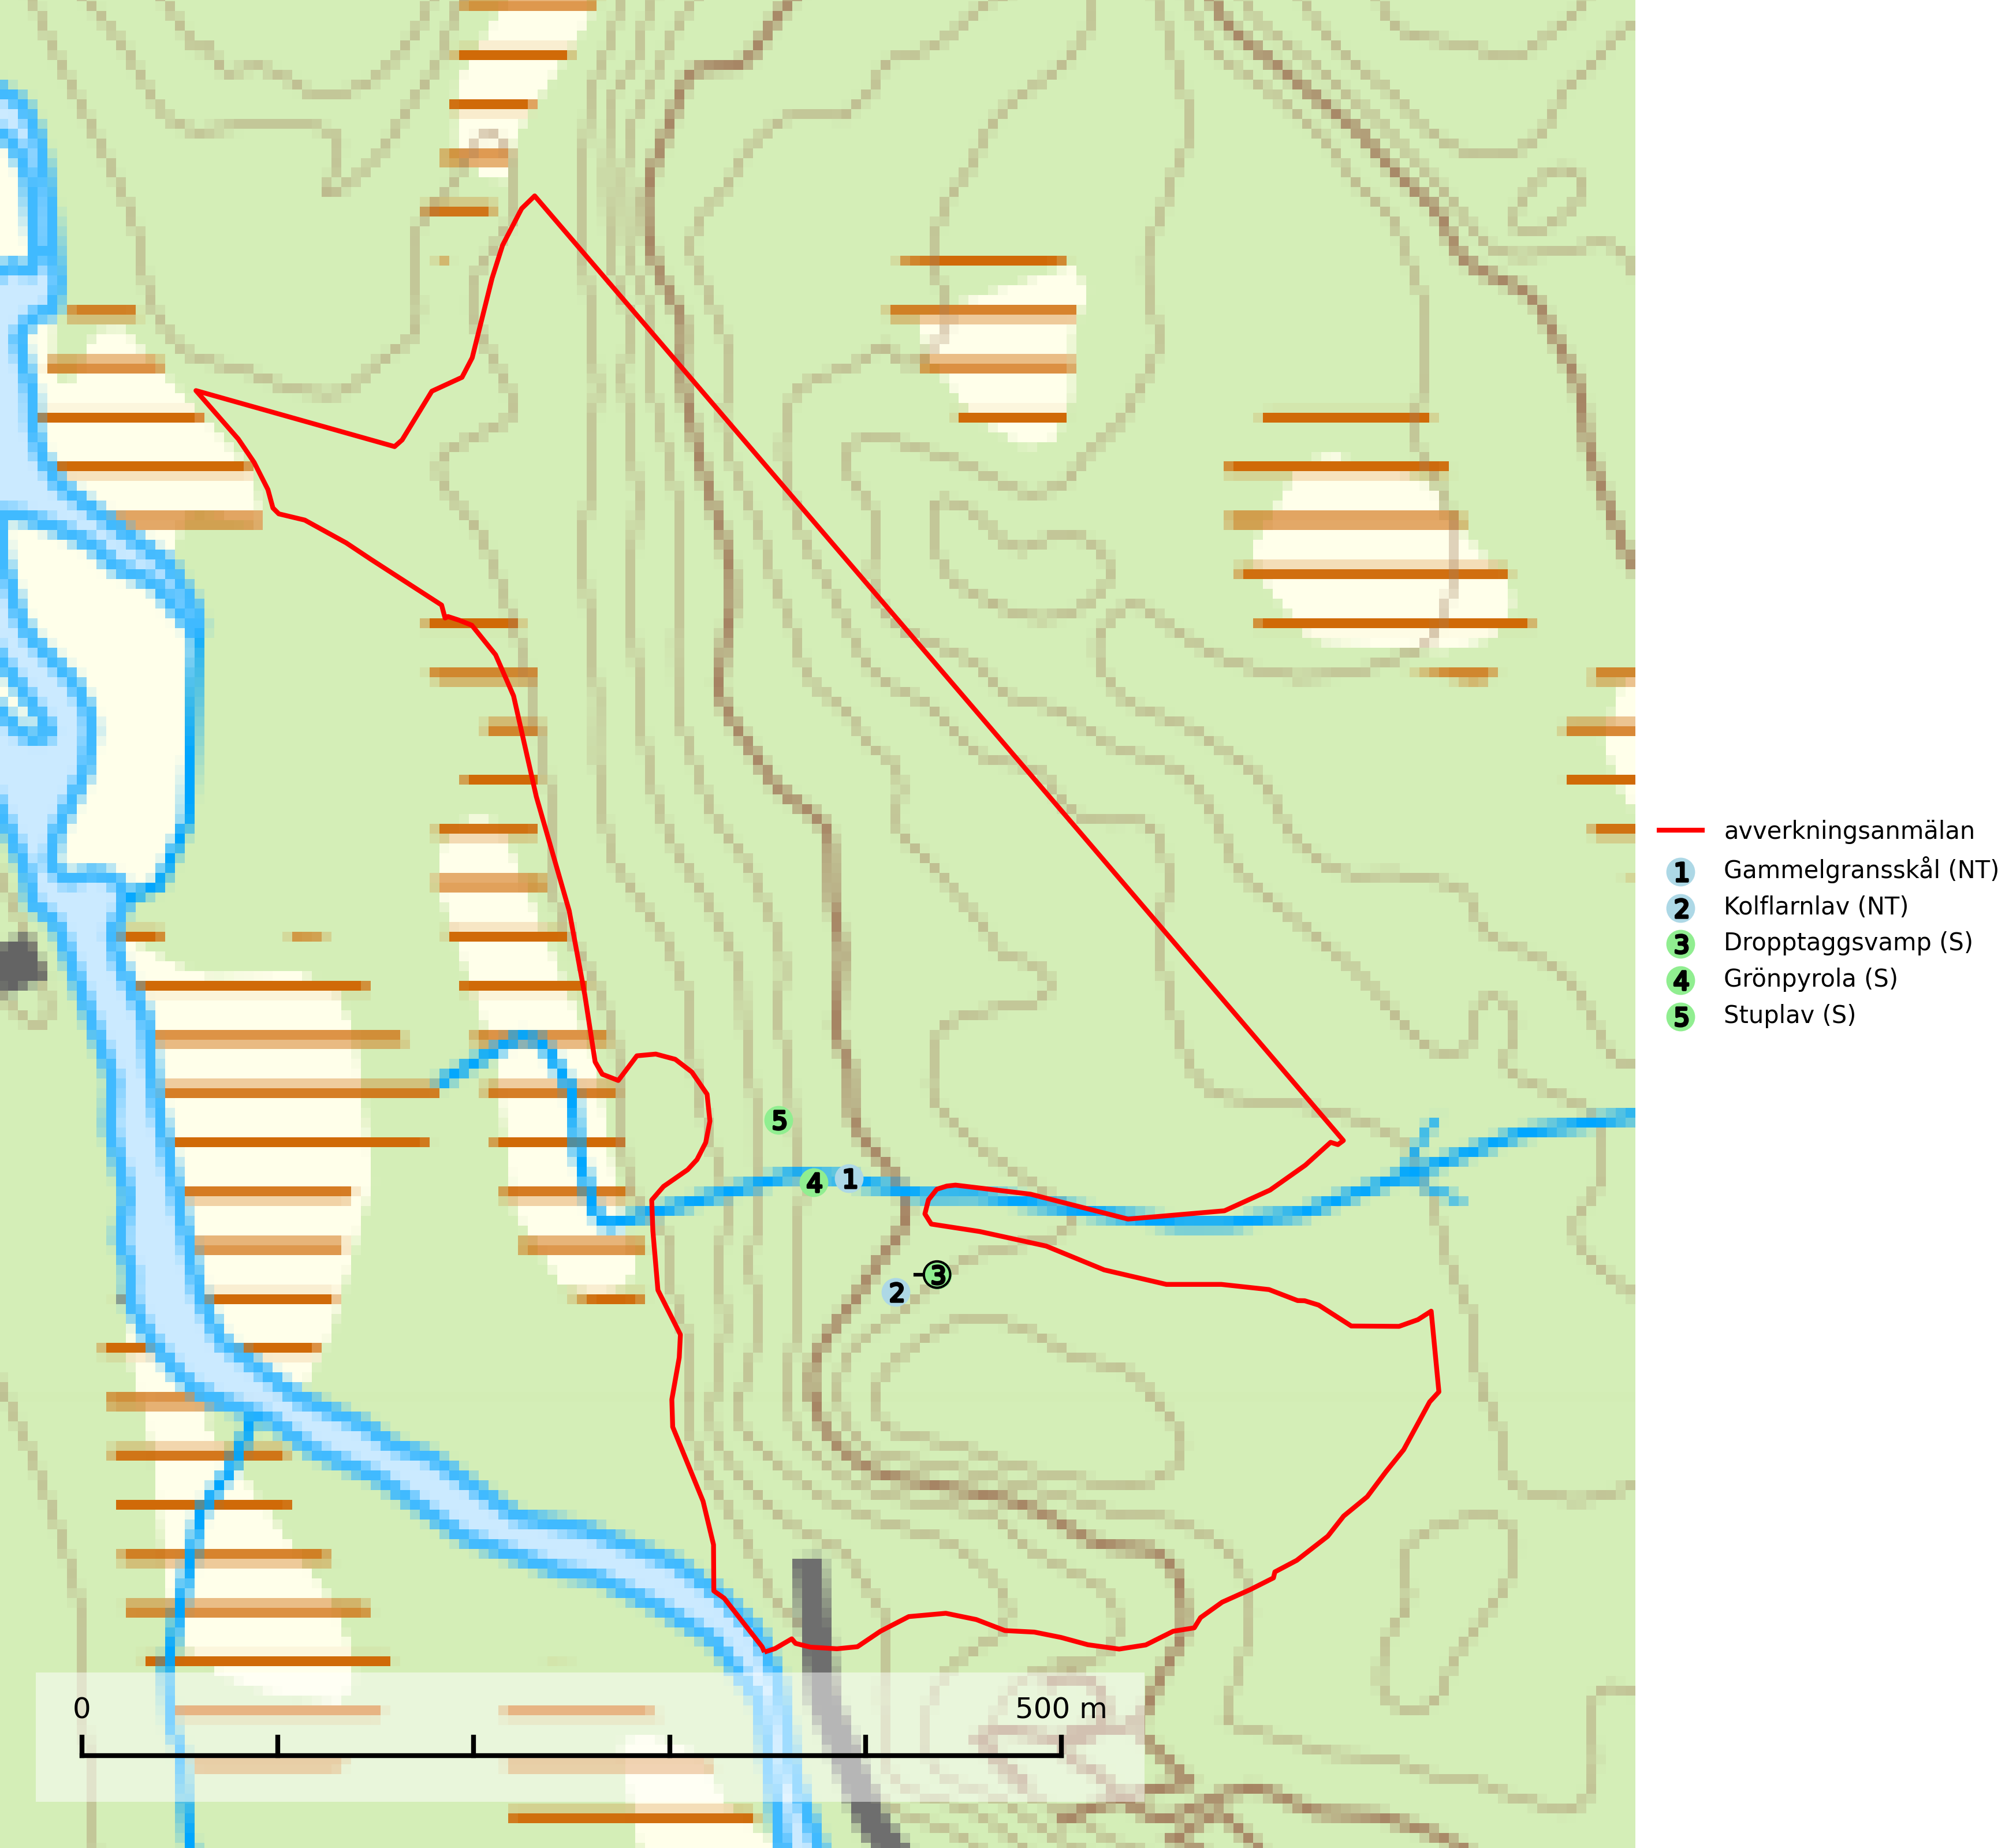 5
4 1
3
2
0 500 m
avverkningsanmälan
1 Gammelgransskål (NT)
2 Kolflarnlav (NT)
3 Dropptaggsvamp (S)
4 Grönpyrola (S)
5 Stuplav (S)